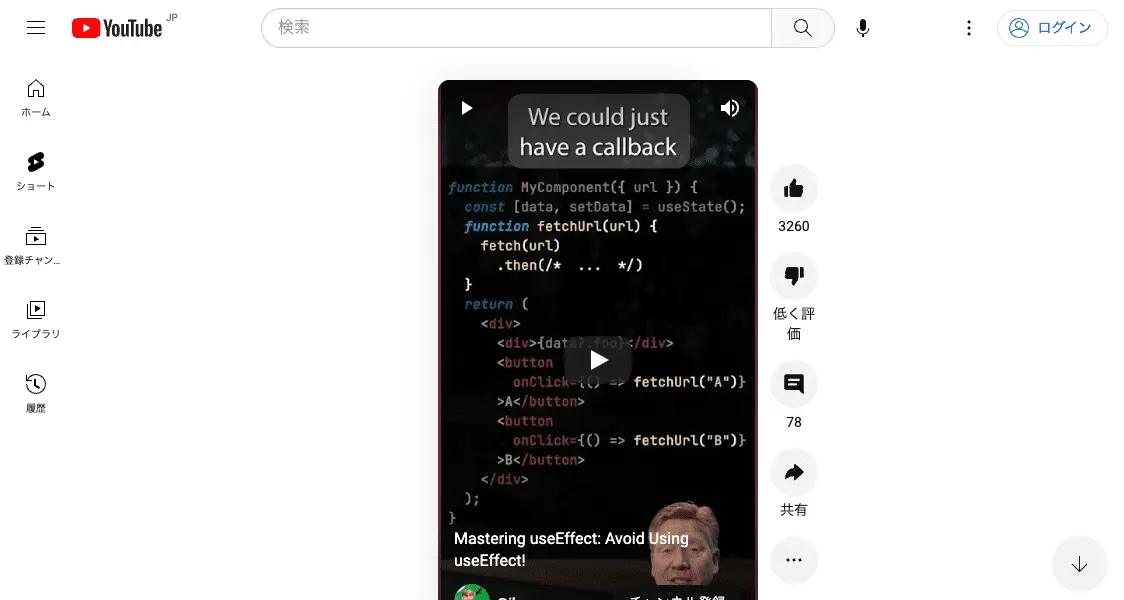 YouTube JP
検索
ログイン
ホーム
ショート
登録チャン...
ライブラリ
履歴
We could just
have a callback
function MyComponent({ url }) {
const [data, setData] = useState();
function fetchUrl(url) {
fetch(url)
.then(/* ... */)
}
return (
<div>
<div>{data?.foo}</div>
<button
onClick={() => fetchUrl("A")}
>A</button>
<button
onClick={() => fetchUrl("B")}
>B</button>
</div>
);
}
Mastering useEffect: Avoid Using
useEffect!
3260
低く評
価
78
共有